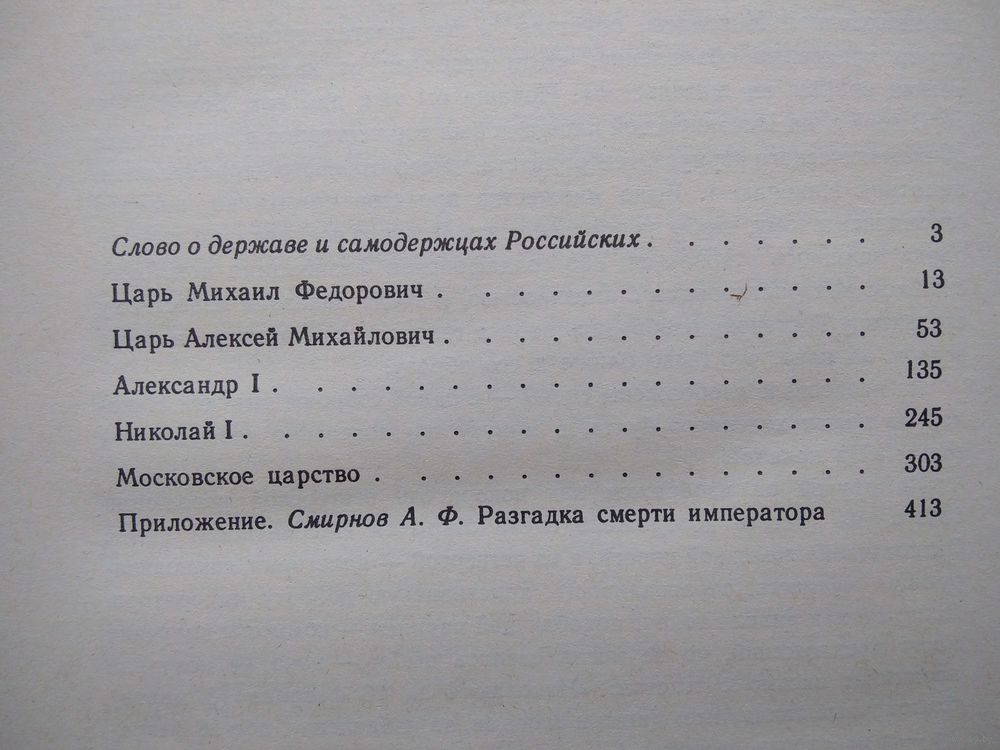 Слово о державе и самодержцах Российских . . . . . . . 3
Царь Михаил Федорович . . . . . . . . . . . . . 13
Царь Алексей Михайлович . . . . . . . . . . . . . 53
Александр I . . . . . . . . . . . . . . . . . . 135
Николай I . . . . . . . . . . . . . . . . . . . 245
Московское царство . . . . . . . . . . . . . . . 303
Приложение. Смирнов А. Ф. Разгадка смерти императора 413